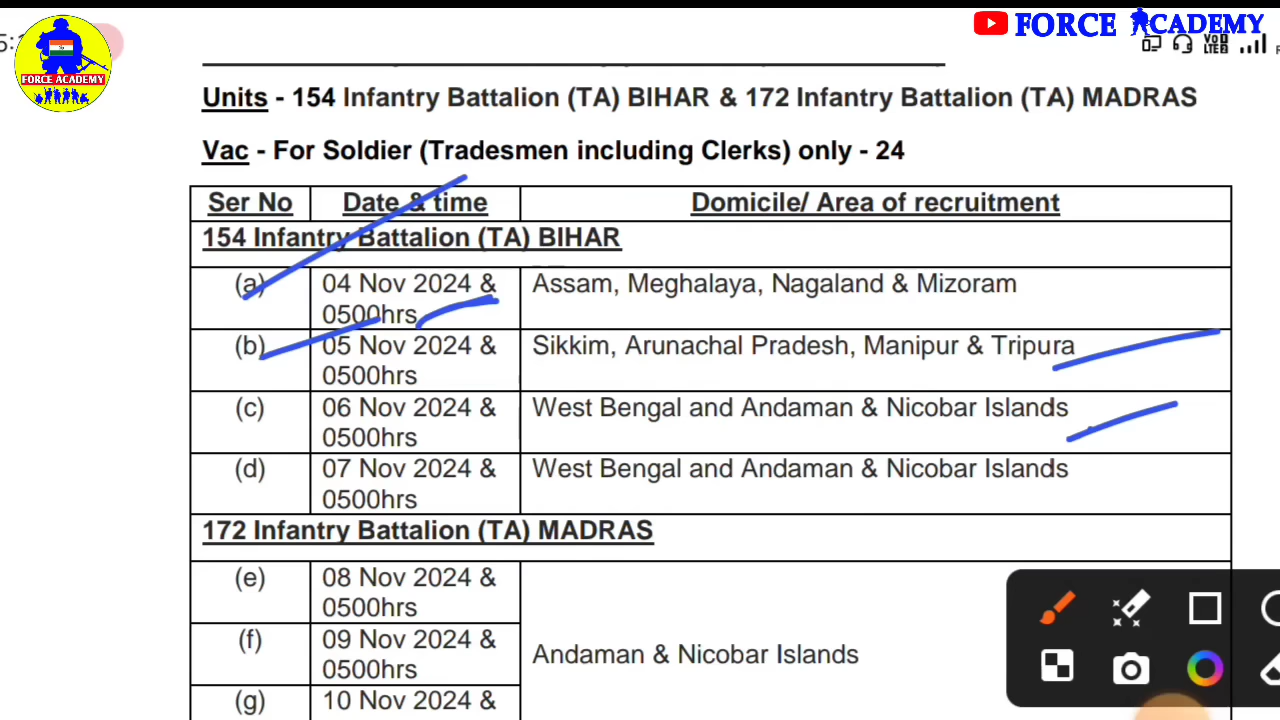 FORCE ACADEMY
FORCE ACADEMY
Units - 154 Infantry Battalion (TA) BIHAR & 172 Infantry Battalion (TA) MADRAS
Vac - For Soldier (Tradesmen including Clerks) only - 24
Ser No Date & time Domicile/ Area of recruitment
154 Infantry Battalion (TA) BIHAR
(a) 04 Nov 2024 & Assam, Meghalaya, Nagaland & Mizoram
0500hrs
(b) 05 Nov 2024 & Sikkim, Arunachal Pradesh, Manipur & Tripura
0500hrs
(c) 06 Nov 2024 & West Bengal and Andaman & Nicobar Islands
0500hrs
(d) 07 Nov 2024 & West Bengal and Andaman & Nicobar Islands
0500hrs
172 Infantry Battalion (TA) MADRAS
(e) 08 Nov 2024 &
0500hrs
(f) 09 Nov 2024 &
0500hrs
Andaman & Nicobar Islands
(g) 10 Nov 2024 &